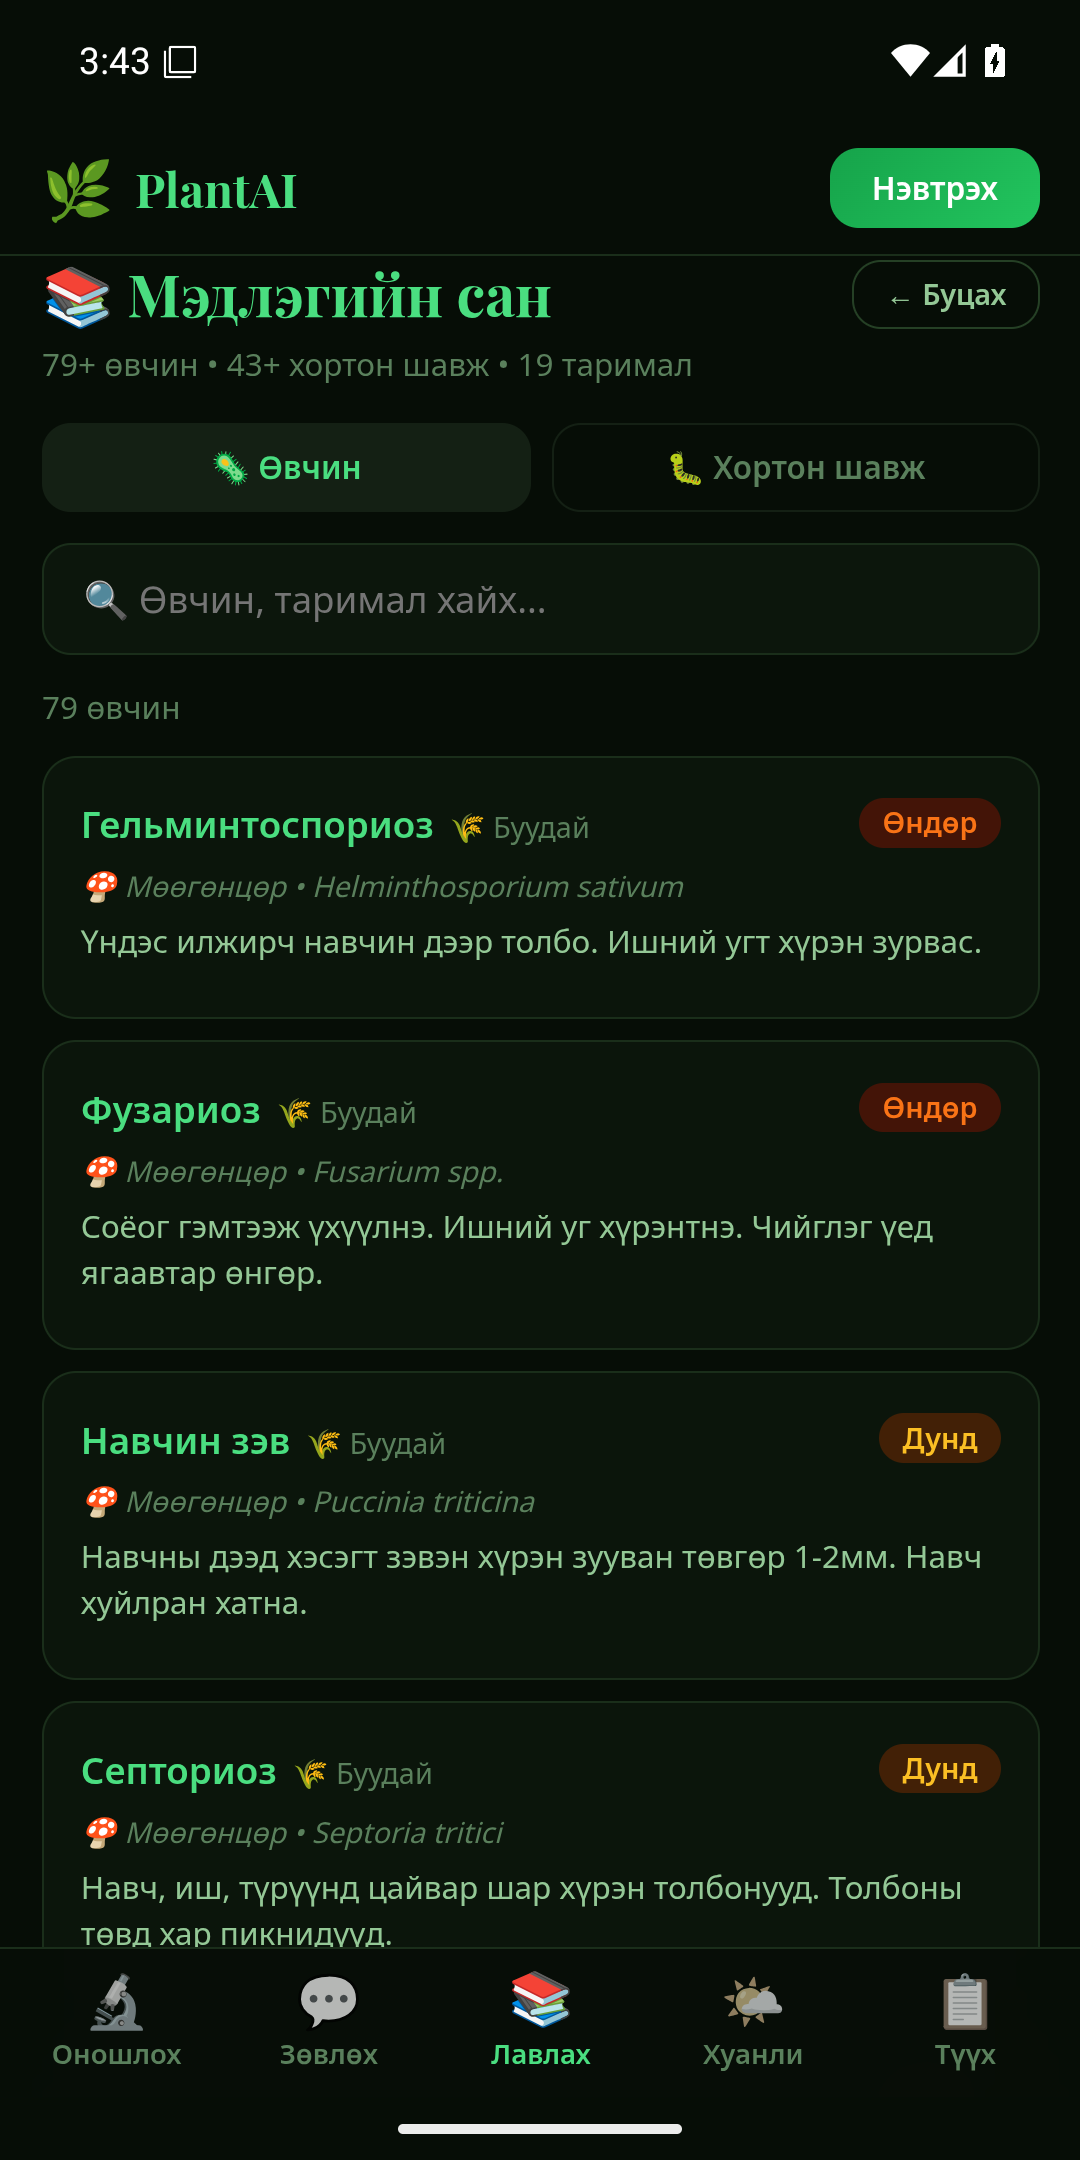 3:43
PlantAI
Нэвтрэх
Мэдлэгийн сан
← Буцах
79+ өвчин • 43+ хортон шавж • 19 таримал
Өвчин
Хортон шавж
Өвчин, таримал хайх...
79 өвчин
Гельминтоспориоз Буудай
Өндөр
Мөөгөнцөр • Helminthosporium sativum
Үндэс илжирч навчин дээр толбо. Ишний угт хүрэн зурвас.
Фузариоз Буудай
Өндөр
Мөөгөнцөр • Fusarium spp.
Соёог гэмтээж үхүүлнэ. Ишний уг хүрэнтнэ. Чийглэг үед
ягаавтар өнгөр.
Навчин зэв Буудай
Дунд
Мөөгөнцөр • Puccinia triticina
Навчны дээд хэсэгт зэвэн хүрэн зууван төвгөр 1-2мм. Навч
хуйлран хатна.
Септориоз Буудай
Дунд
Мөөгөнцөр • Septoria tritici
Навч, иш, түрүүнд цайвар шар хүрэн толбонууд. Толбоны
төвд хар пикнидүүд.
Оношлох
Зөвлөх
Лавлах
Хуанли
Түүх